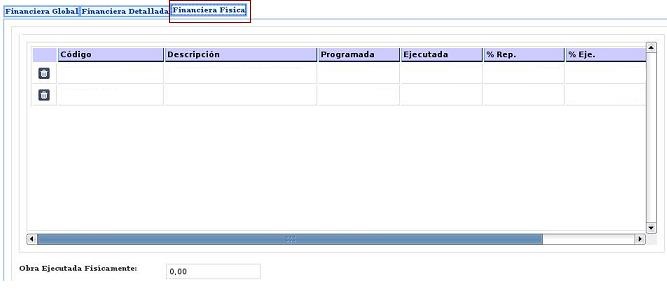 Financiera Global Financiera Detallada Financiera Fisica
Código Descripción Programada Ejecutada % Rep. % Eje.
Obra Ejecutada Fisicamente: 0,00